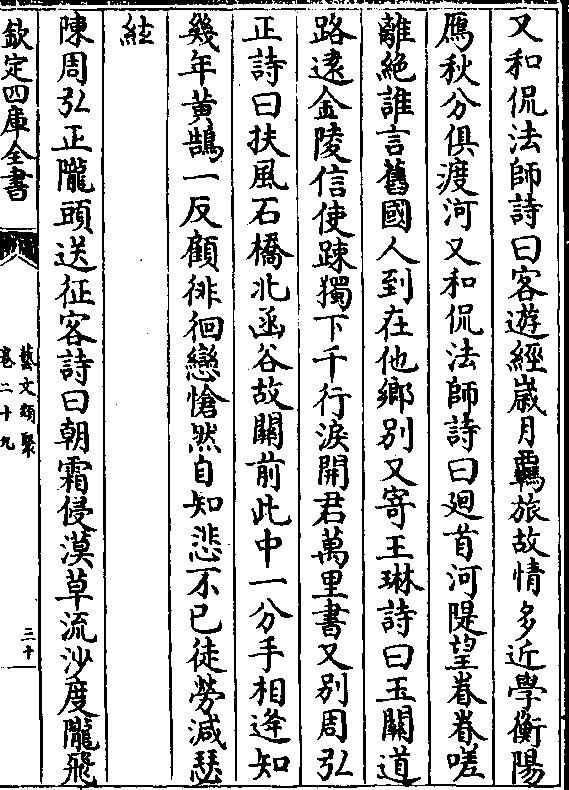 又和侃法師詩曰客遊經歲月羈旅故情多近學衡陽
鴈秋分俱渡河又和侃法師詩曰廻首河隄望眷眷嗟
離絶誰言舊國人到在他鄉别又寄王琳詩曰玉關道
路逺金陵信使踈獨下千行淚開君萬里書又别周弘
正詩曰扶風石橋北函谷故關前此中一分手相逢知
幾年黃鵠一反顧徘徊戀愴然自知悲不已徒勞減瑟
絃
陳周弘正隴頭送征客詩曰朝霜侵漠草流沙度隴飛
欽定四庫全書
藝文類聚
卷二十九
三十